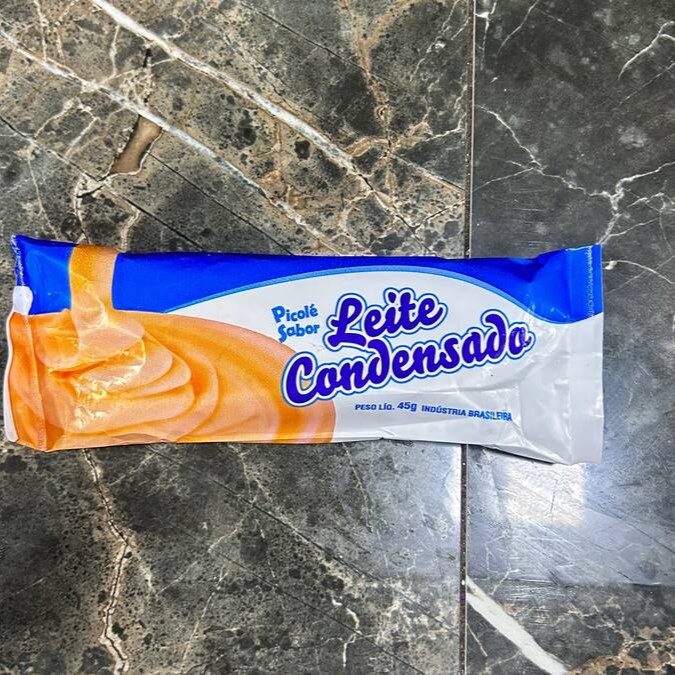 Picolé
Sabor
Leite
Condensado
PESO LÍQ. 45g INDÚSTRIA BRASILEIRA